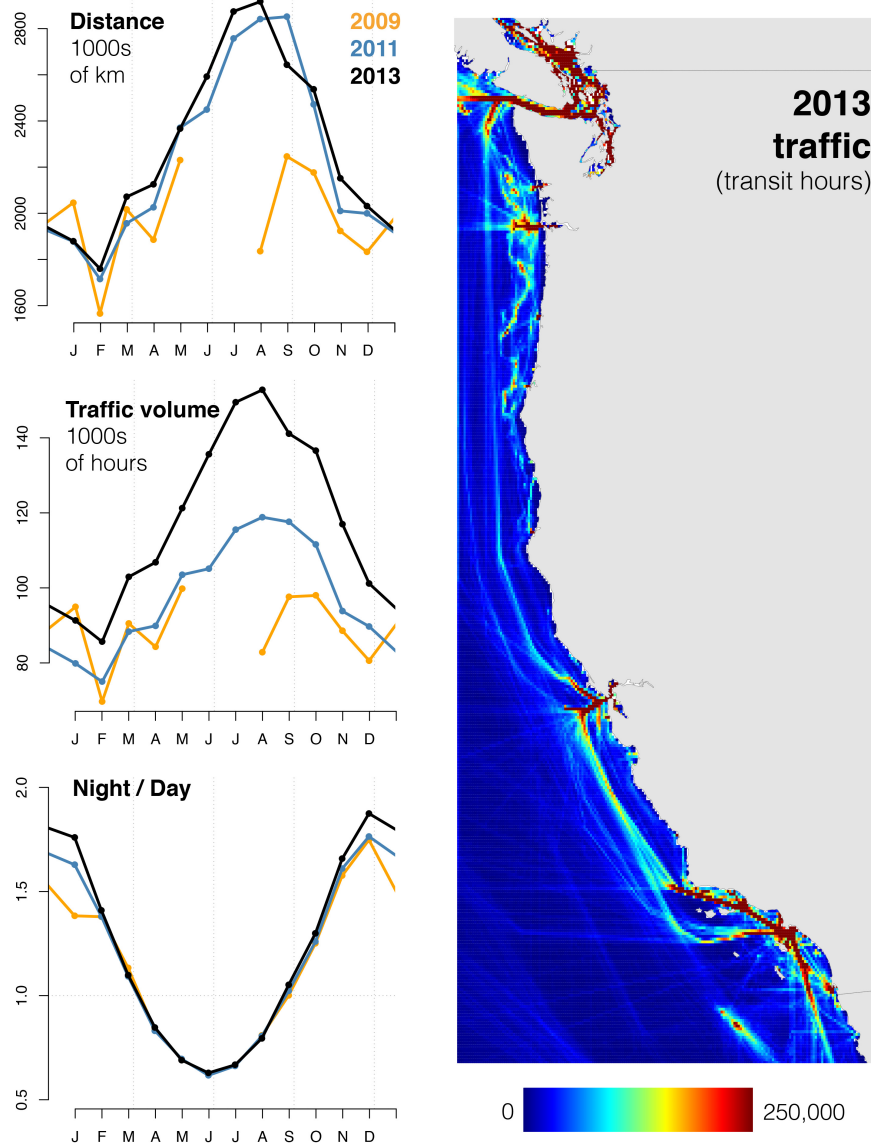 Distance
1000s
of km
2009
2011
2013
2800
2400
2000
1600
J F M A M J J A S O N D
Traffic volume
1000s
of hours
140
120
100
80
J F M A M J J A S O N D
Night / Day
2.0
1.5
1.0
0.5
J F M A M J J A S O N D
2013
traffic
(transit hours)
0
250,000